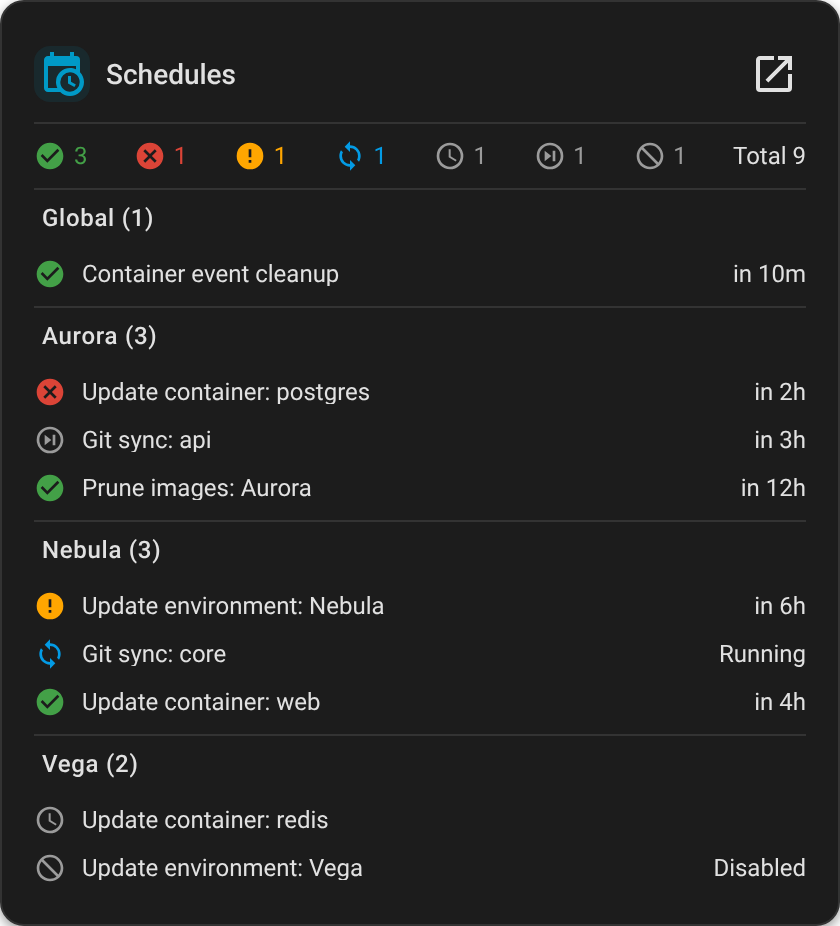 Schedules
3 1 1 1 1 1 1 Total 9
Global (1)
Container event cleanup in 10m
Aurora (3)
Update container: postgres in 2h
Git sync: api in 3h
Prune images: Aurora in 12h
Nebula (3)
Update environment: Nebula in 6h
Git sync: core Running
Update container: web in 4h
Vega (2)
Update container: redis
Update environment: Vega Disabled